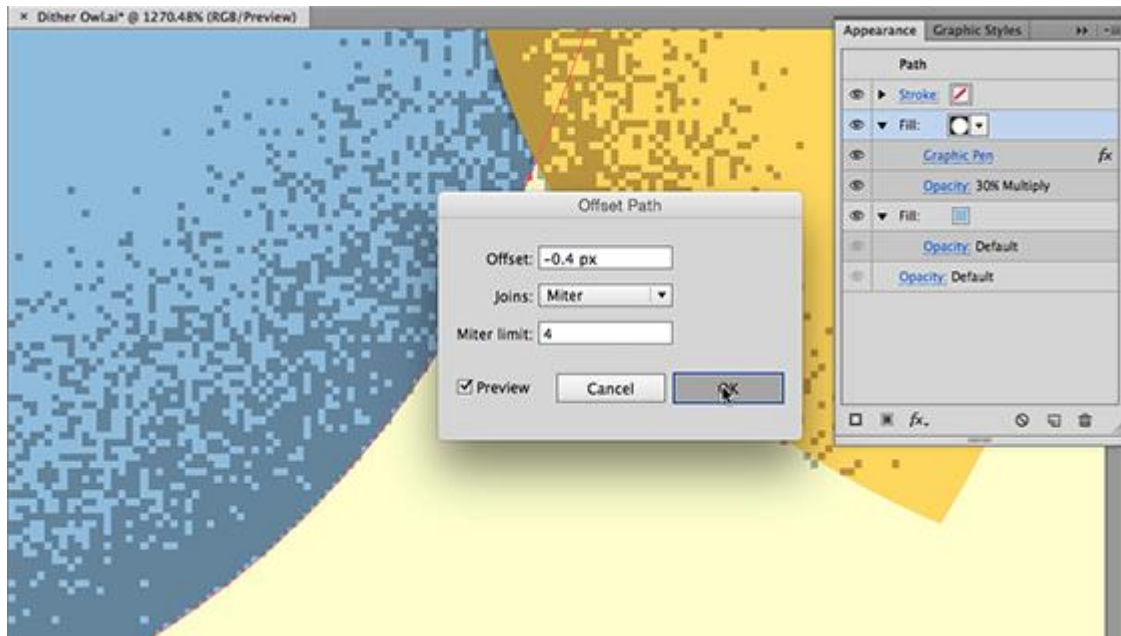 × Dither Owl.ai* @ 1270.48% (RGB/Preview)
Appearance Graphic Styles
Path
Stroke:
Fill:
Graphic Pen fx
Opacity: 30% Multiply
Fill:
Opacity: Default
Opacity: Default
fx.
Offset Path
Offset: -0.4 px
Joins: Miter
Miter limit: 4
Preview Cancel OK